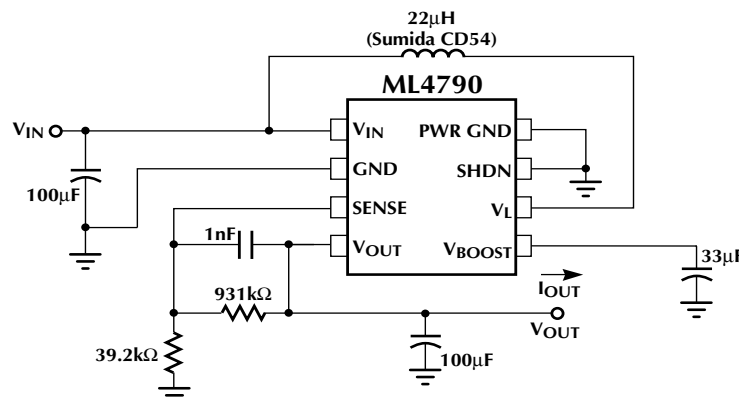 22µH
(Sumida CD54)
ML4790
VIN
VIN
PWR GND
100µF
GND
SHDN
SENSE
VL
1nF
VOUT
VBOOST
33µF
931kΩ
IOUT
VOUT
39.2kΩ
100µF